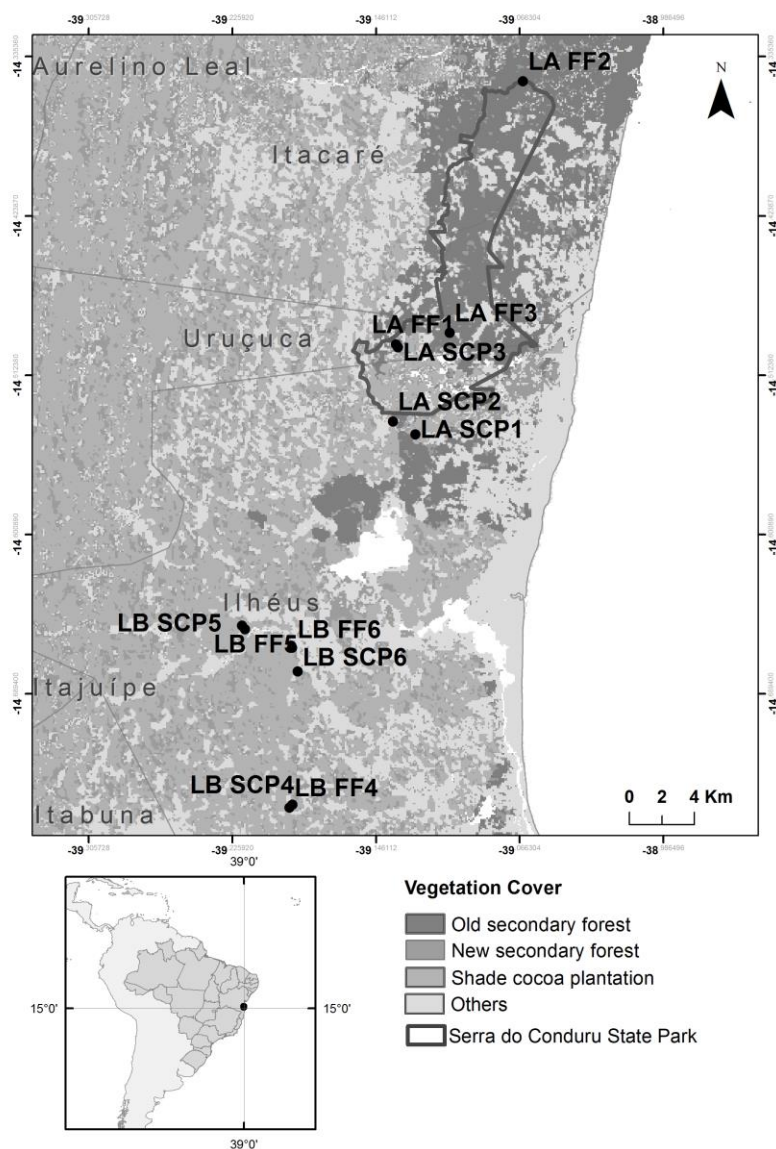 -39.305728 -39.225920 -39.146112 -39.066304 -38.986496
Aurelino Leal
LA FF2
N
Itacaré
LA FF3
LA FF1
Uruçuca
LA SCP3
LA SCP2
LA SCP1
Ilhéus
LB SCP5
LB FF6
LB FF5
LB SCP6
Itajuípe
LB SCP4 LB FF4
Itabuna
0 2 4 Km
-14.423870
-14.512380
-14.600890
-14.689400
-39.305728 -39.225920 -39.146112 -39.066304 -38.986496
39°0'
15°0' 15°0'
39°0'
Vegetation Cover
Old secondary forest
New secondary forest
Shade cocoa plantation
Others
Serra do Conduru State Park